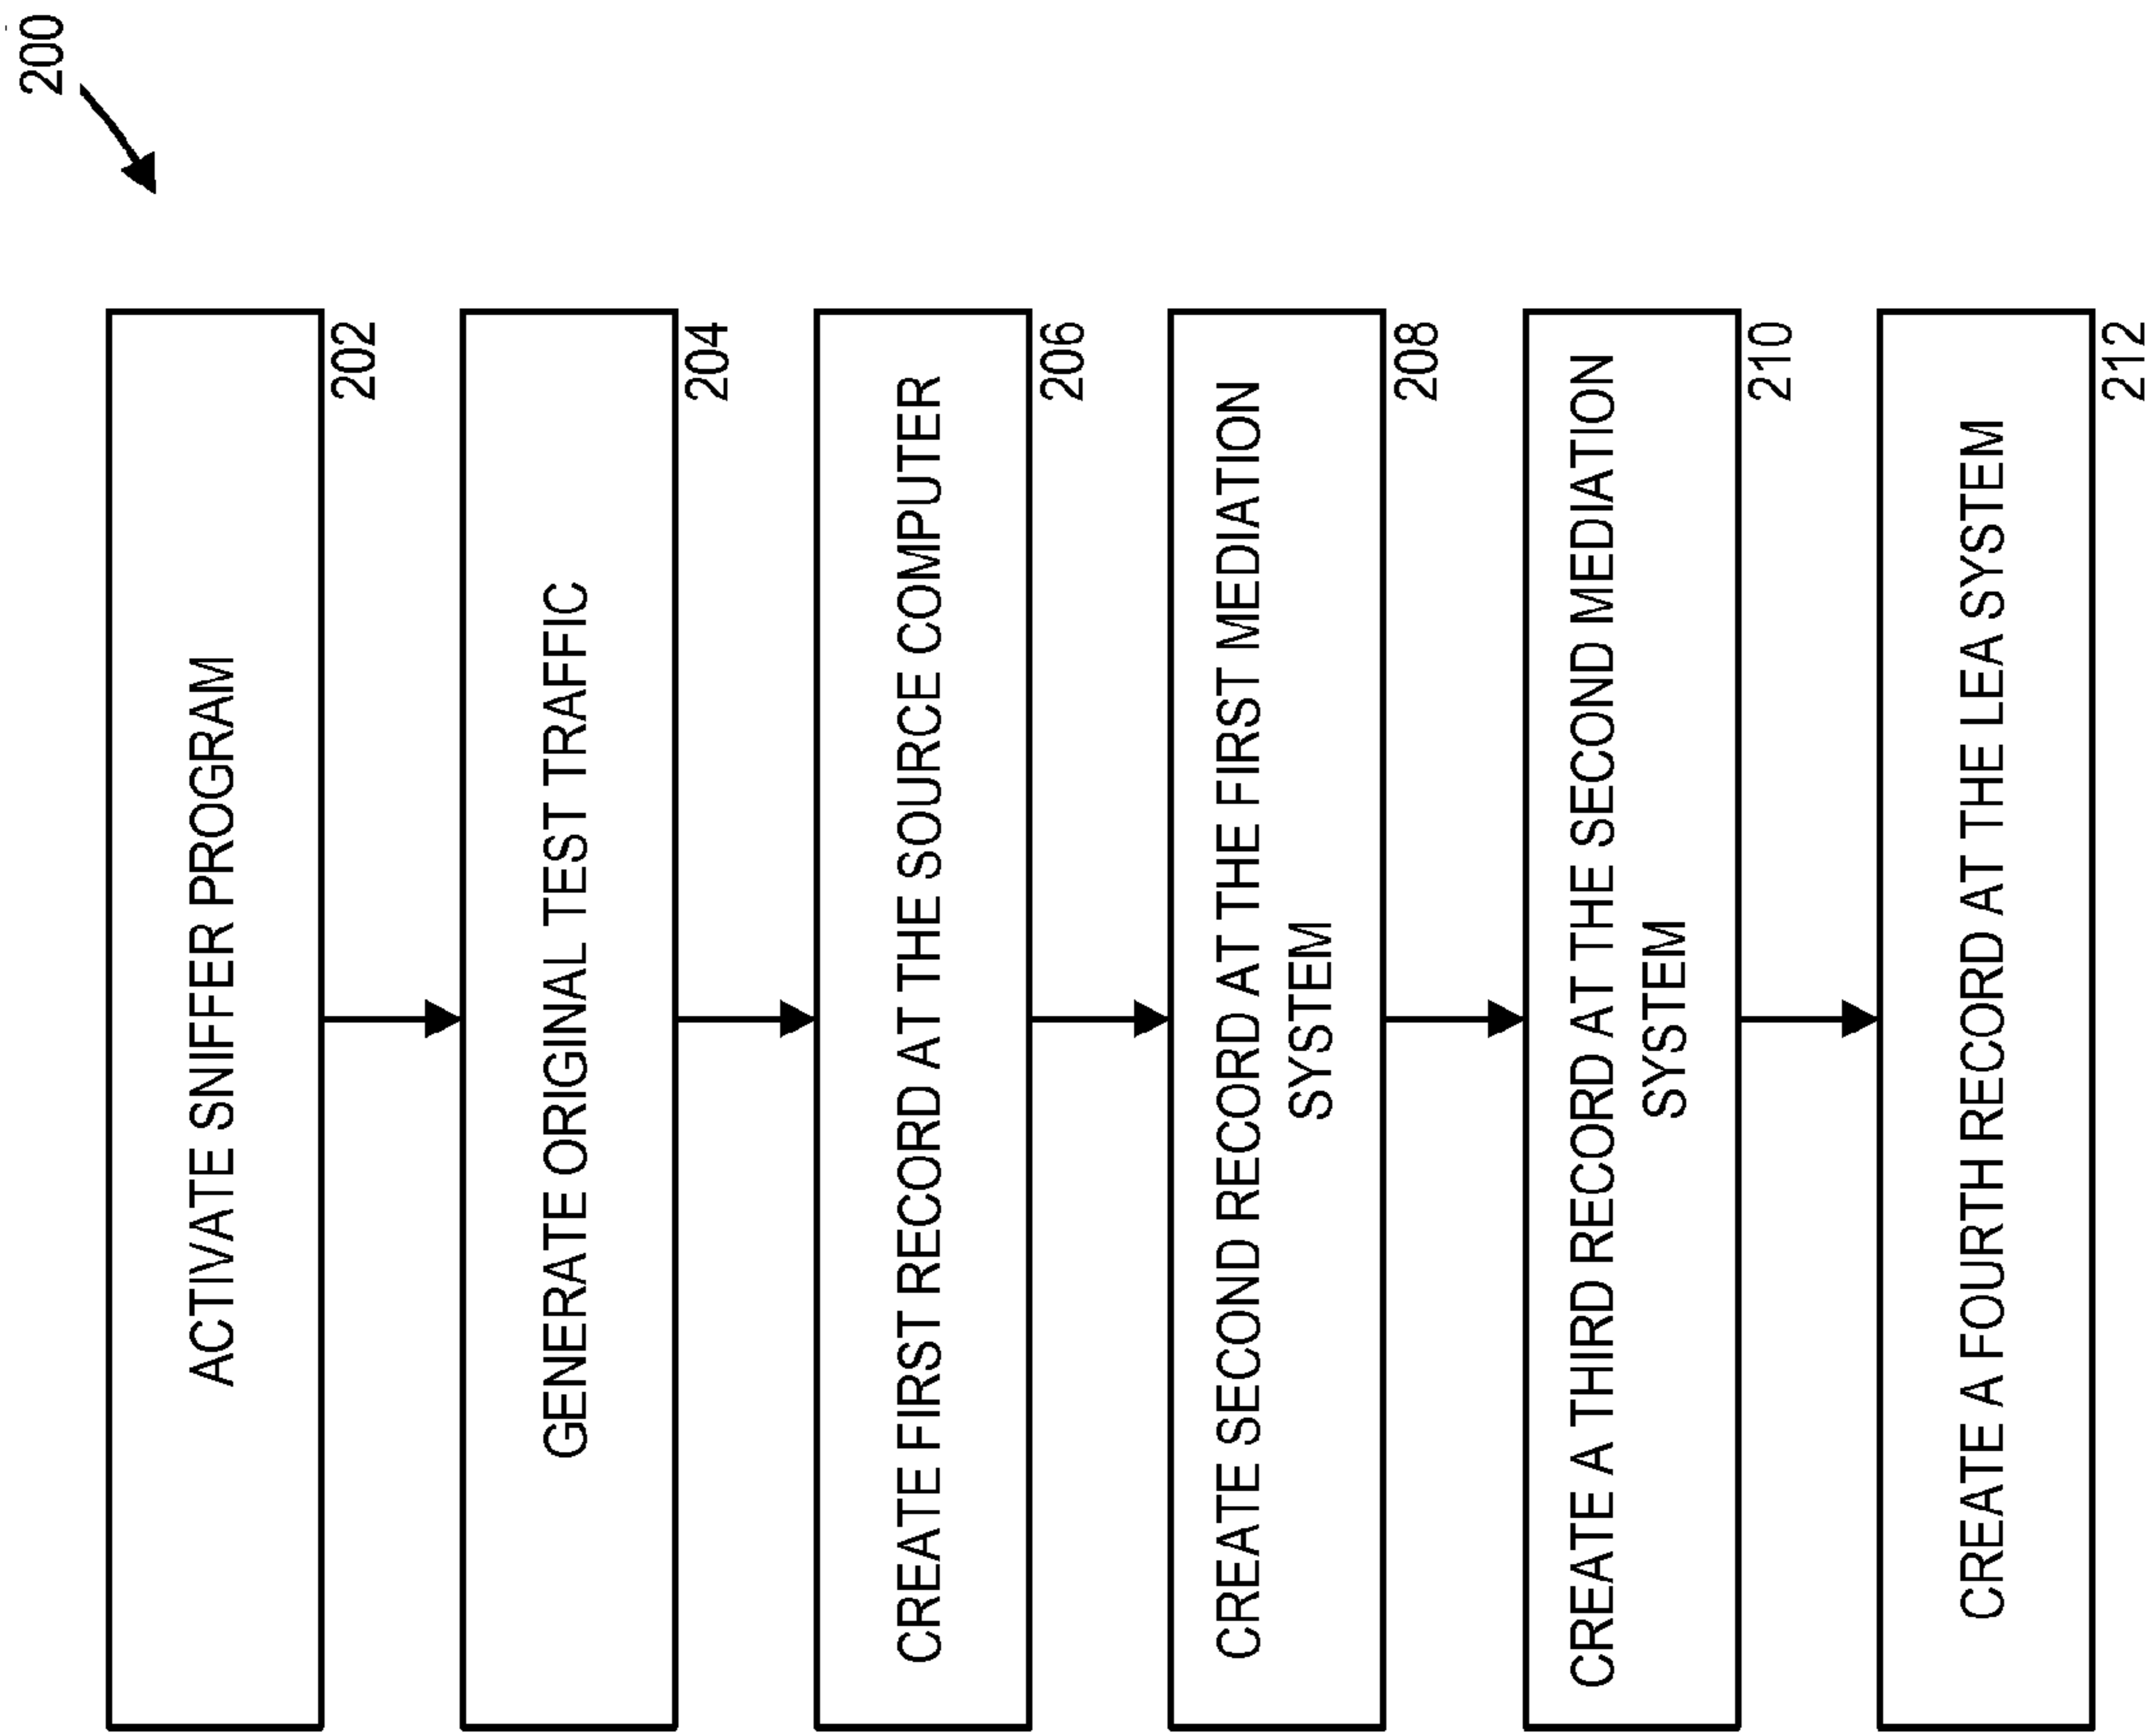 200
ACTIVATE SNIFFER PROGRAM
202
GENERATE ORIGINAL TEST TRAFFIC
204
CREATE FIRST RECORD AT THE SOURCE COMPUTER
206
CREATE SECOND RECORD AT THE FIRST MEDIATION
SYSTEM
208
CREATE A THIRD RECORD AT THE SECOND MEDIATION
SYSTEM
210
CREATE A FOURTH RECORD AT THE LEA SYSTEM
212